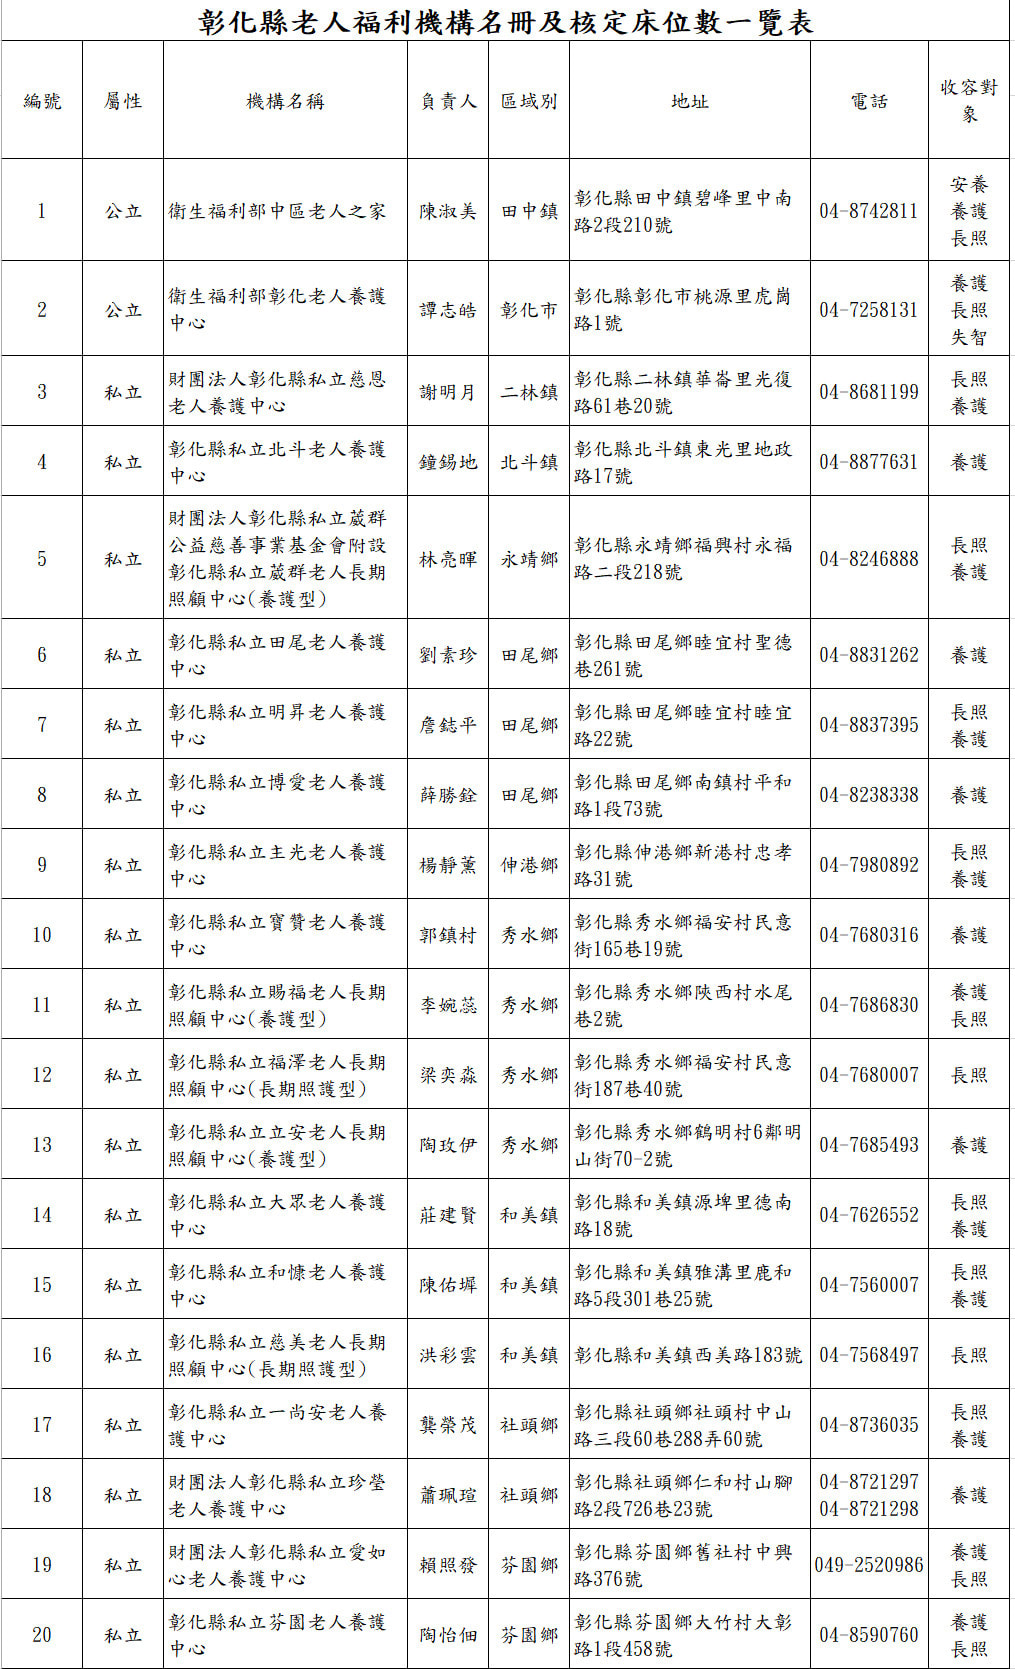 彰化縣老人福利機構名冊及核定床位數一覽表
編號 屬性 機構名稱 負責人 區域別 地址 電話 收容對
象
1 公立 衛生福利部中區老人之家 陳淑美 田中鎮 彰化縣田中鎮碧峰里中南
路2段210號 04-8742811 安養
養護
長照
2 公立 衛生福利部彰化老人養護
中心 譚志皓 彰化市 彰化縣彰化市桃源里虎崗
路1號 04-7258131 養護
長照
失智
3 私立 財團法人彰化縣私立慈恩
老人養護中心 謝明月 二林鎮 彰化縣二林鎮華崙里光復
路61巷20號 04-8681199 長照
養護
4 私立 彰化縣私立北斗老人養護
中心 鐘錫地 北斗鎮 彰化縣北斗鎮東光里地政
路17號 04-8877631 養護
5 私立 財團法人彰化縣私立葳群
公益慈善事業基金會附設
彰化縣私立葳群老人長期
照顧中心(養護型) 林亮暉 永靖鄉 彰化縣永靖鄉福興村永福
路二段218號 04-8246888 長照
養護
6 私立 彰化縣私立田尾老人養護
中心 劉素珍 田尾鄉 彰化縣田尾鄉睦宜村聖德
巷261號 04-8831262 養護
7 私立 彰化縣私立明昇老人養護
中心 詹鋕平 田尾鄉 彰化縣田尾鄉睦宜村睦宜
路22號 04-8837395 長照
養護
8 私立 彰化縣私立博愛老人養護
中心 薛勝銓 田尾鄉 彰化縣田尾鄉南鎮村平和
路1段73號 04-8238338 養護
9 私立 彰化縣私立主光老人養護
中心 楊靜薰 伸港鄉 彰化縣伸港鄉新港村忠孝
路31號 04-7980892 長照
養護
10 私立 彰化縣私立寶贊老人養護
中心 郭鎮村 秀水鄉 彰化縣秀水鄉福安村民意
街165巷19號 04-7680316 養護
11 私立 彰化縣私立賜福老人長期
照顧中心(養護型) 李婉蕊 秀水鄉 彰化縣秀水鄉陝西村水尾
巷2號 04-7686830 養護
長照
12 私立 彰化縣私立福澤老人長期
照顧中心(長期照護型) 梁奕淼 秀水鄉 彰化縣秀水鄉福安村民意
街187巷40號 04-7680007 長照
13 私立 彰化縣私立立安老人長期
照顧中心(養護型) 陶玫伊 秀水鄉 彰化縣秀水鄉鶴明村6鄰明
山街70-2號 04-7685493 養護
14 私立 彰化縣私立大眾老人養護
中心 莊建賢 和美鎮 彰化縣和美鎮源埤里德南
路18號 04-7626552 長照
養護
15 私立 彰化縣私立和慷老人養護
中心 陳佑墀 和美鎮 彰化縣和美鎮雅溝里鹿和
路5段301巷25號 04-7560007 長照
養護
16 私立 彰化縣私立慈美老人長期
照顧中心(長期照護型) 洪彩雲 和美鎮 彰化縣和美鎮西美路183號 04-7568497 長照
17 私立 彰化縣私立一尚安老人養
護中心 龔榮茂 社頭鄉 彰化縣社頭鄉社頭村中山
路三段60巷288弄60號 04-8736035 長照
養護
18 私立 財團法人彰化縣私立珍瑩
老人養護中心 蕭珮瑄 社頭鄉 彰化縣社頭鄉仁和村山腳
路2段726巷23號 04-8721297
04-8721298 養護
19 私立 財團法人彰化縣私立愛如
心老人養護中心 賴照發 芬園鄉 彰化縣芬園鄉舊社村中興
路376號 049-2520986 養護
長照
20 私立 彰化縣私立芬園老人養護
中心 陶怡佃 芬園鄉 彰化縣芬園鄉大竹村大彰
路1段458號 04-8590760 養護
長照